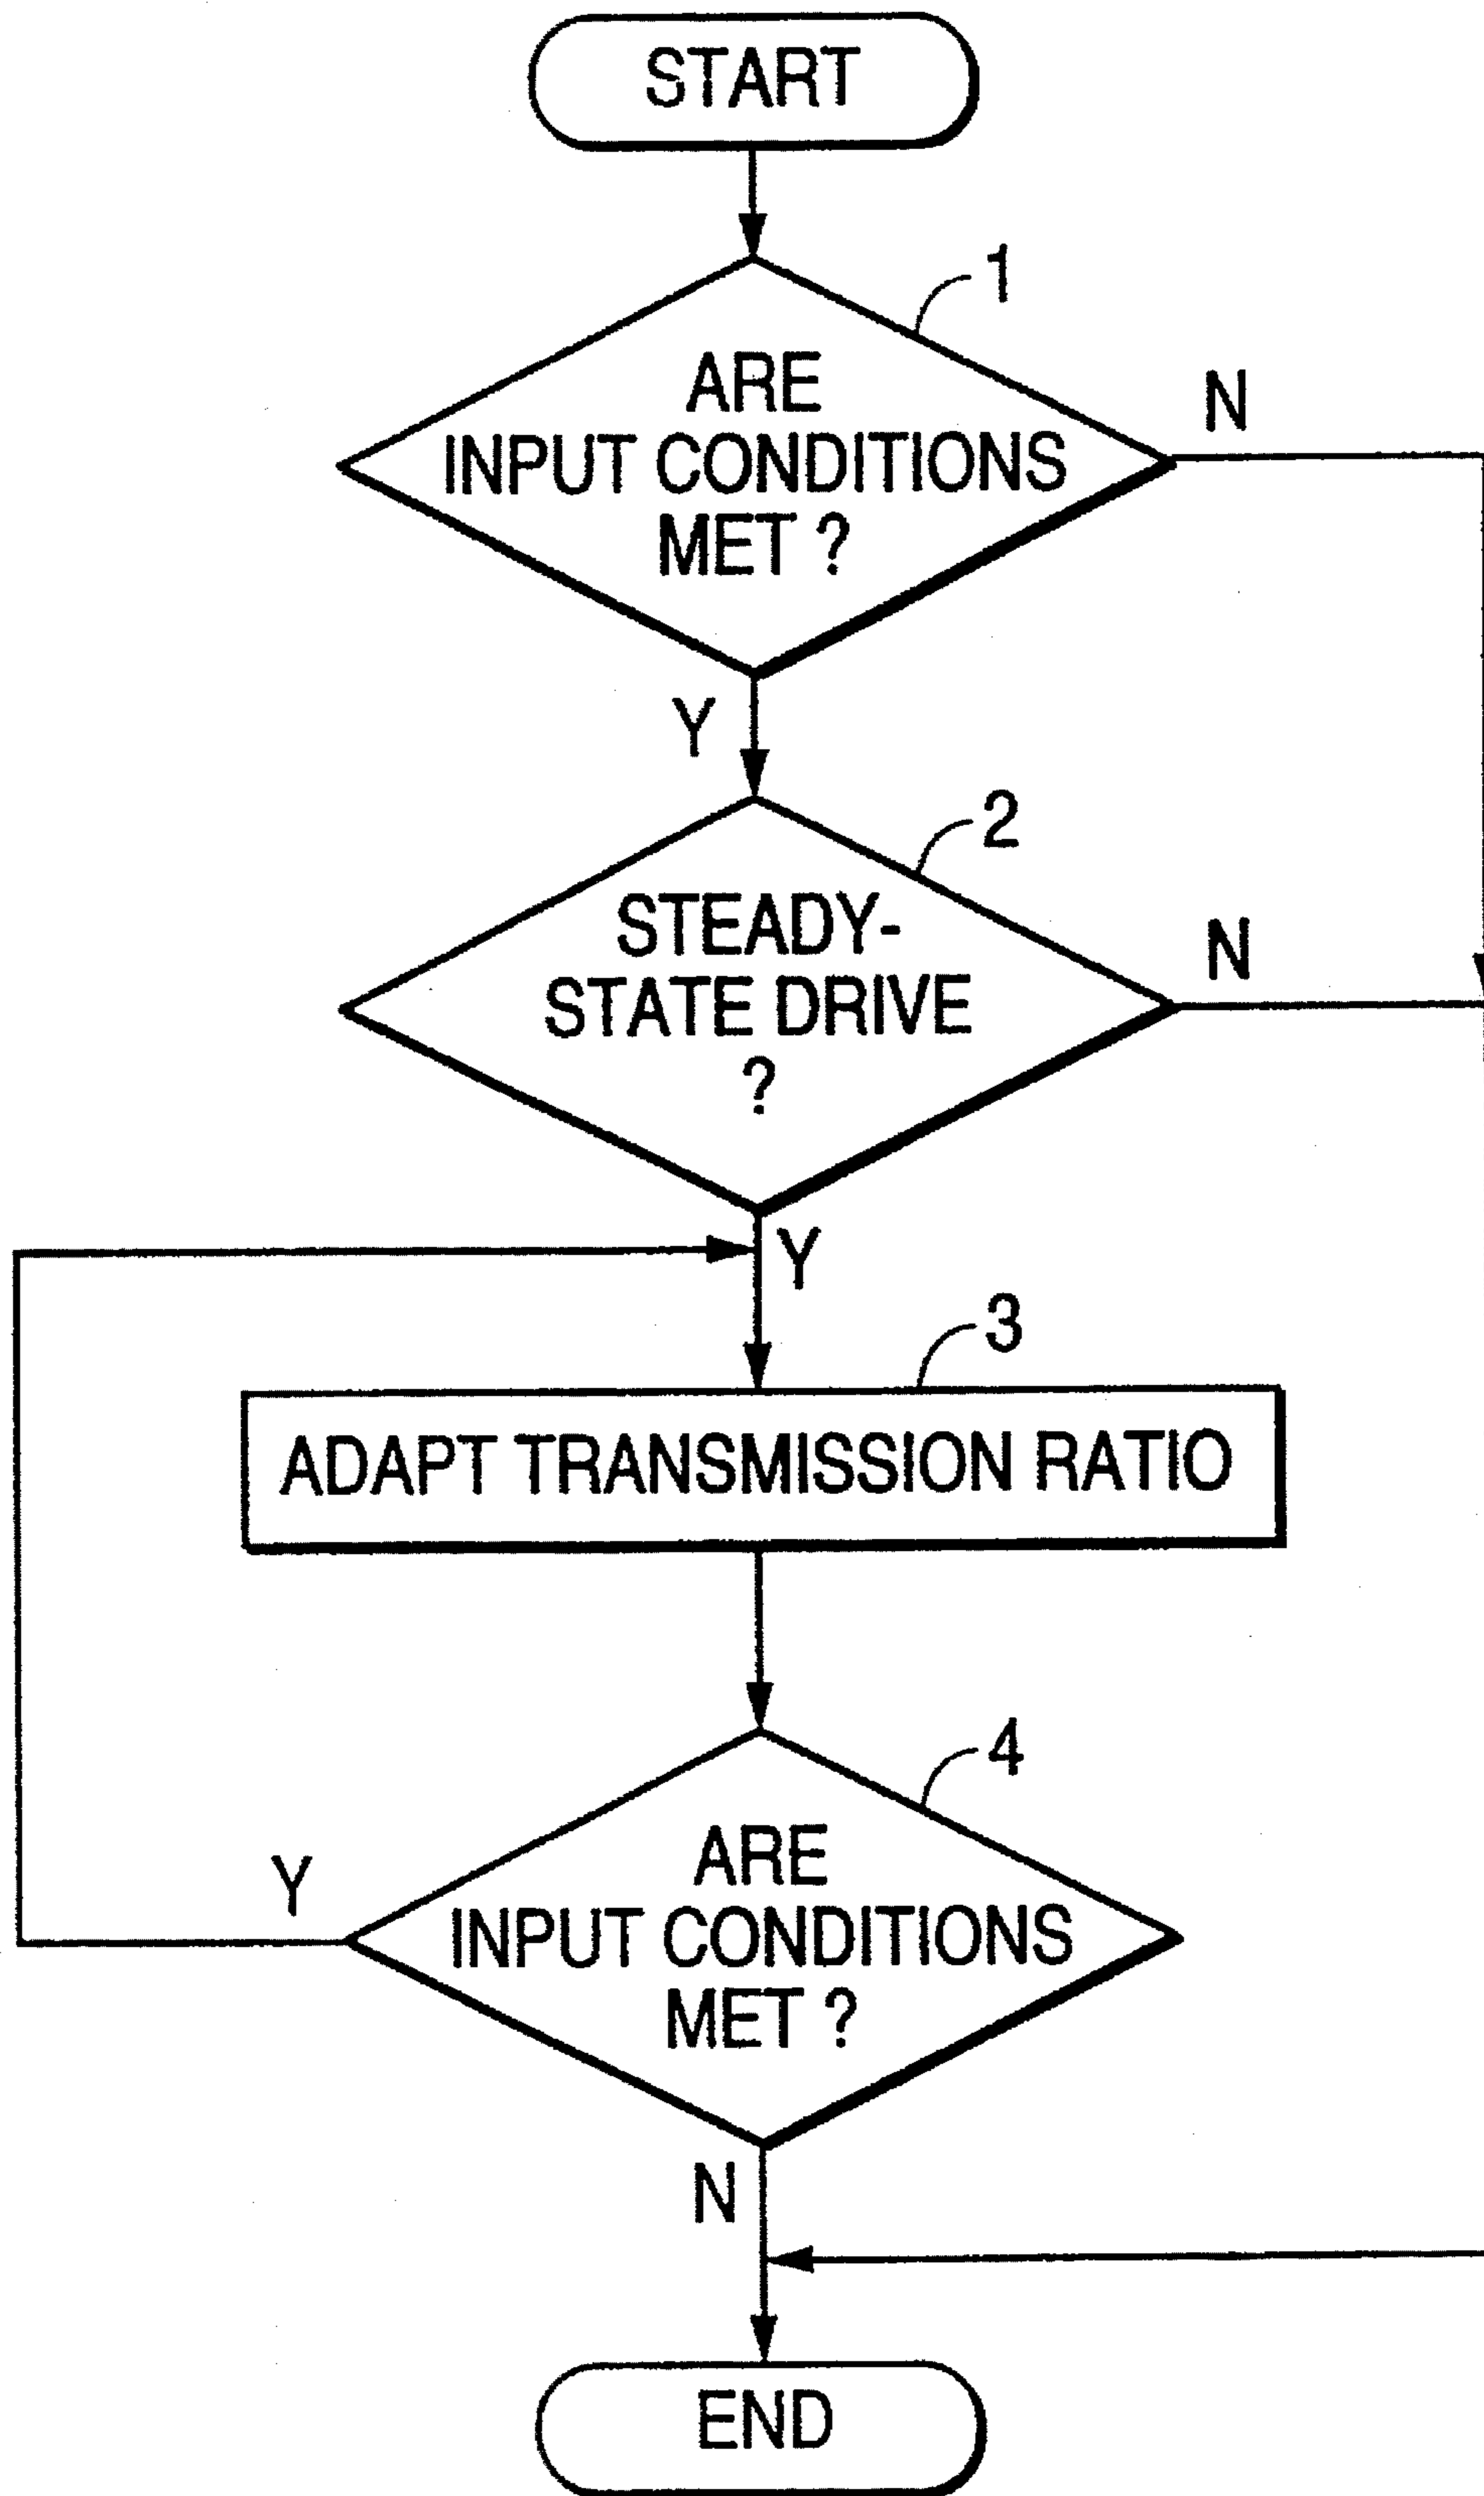 START
1
ARE
INPUT CONDITIONS
MET ?
N
Y
2
STEADY-
STATE DRIVE
?
N
Y
3
ADAPT TRANSMISSION RATIO
4
ARE
INPUT CONDITIONS
MET ?
Y
N
END